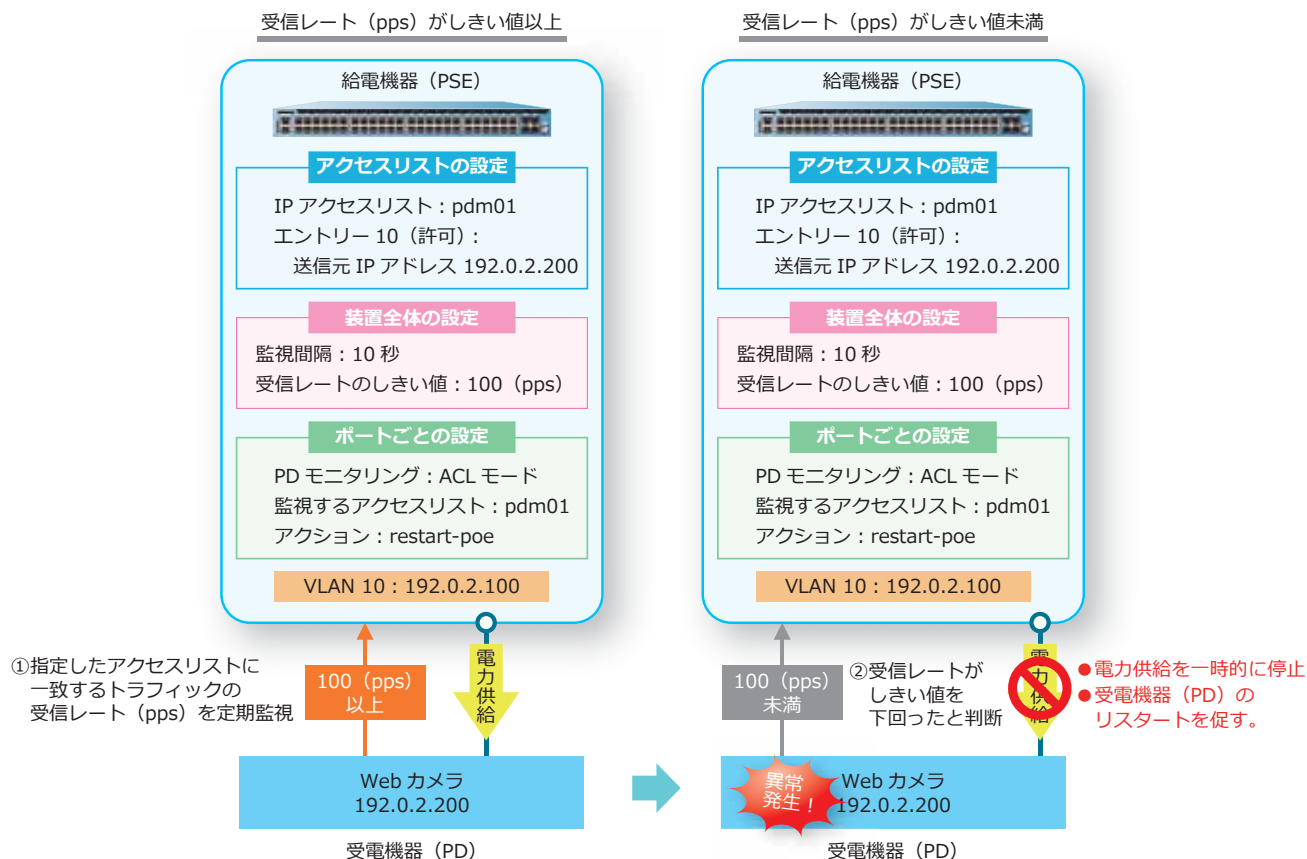 受信レート（pps）がしきい値以上
給電機器（PSE）
アクセスリストの設定
IP アクセスリスト：pdm01
エントリー 10（許可）：
送信元 IP アドレス 192.0.2.200
装置全体の設定
監視間隔：10 秒
受信レートのしきい値：100（pps）
ポートごとの設定
PD モニタリング：ACL モード
監視するアクセスリスト：pdm01
アクション：restart-poe
VLAN 10：192.0.2.100
①指定したアクセスリストに
一致するトラフィックの
受信レート（pps）を定期監視
100（pps）
以上
電力供給
Web カメラ
192.0.2.200
受電機器（PD）
受信レート（pps）がしきい値未満
給電機器（PSE）
アクセスリストの設定
IP アクセスリスト：pdm01
エントリー 10（許可）：
送信元 IP アドレス 192.0.2.200
装置全体の設定
監視間隔：10 秒
受信レートのしきい値：100（pps）
ポートごとの設定
PD モニタリング：ACL モード
監視するアクセスリスト：pdm01
アクション：restart-poe
VLAN 10：192.0.2.100
100（pps）
未満
②受信レートが
しきい値を
下回ったと判断
電力供給
●電力供給を一時的に停止
●受電機器（PD）の
リスタートを促す。
異常
発生！
Web カメラ
192.0.2.200
受電機器（PD）